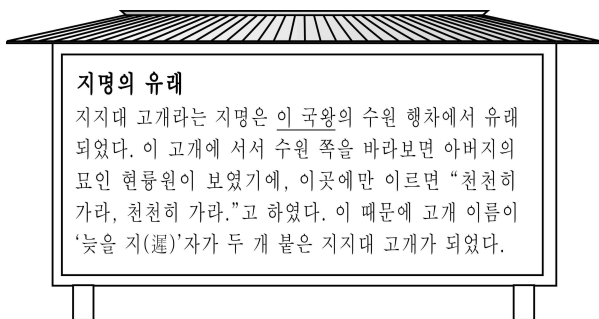 지명의 유래
지지대 고개라는 지명은 이 국왕의 수원 행차에서 유래
되었다. 이 고개에 서서 수원 쪽을 바라보면 아버지의
묘인 현륭원이 보였기에, 이곳에만 이르면 “천천히
가라, 천천히 가라.”고 하였다. 이 때문에 고개 이름이
‘늦을 지(遲)’자가 두 개 붙은 지지대 고개가 되었다.